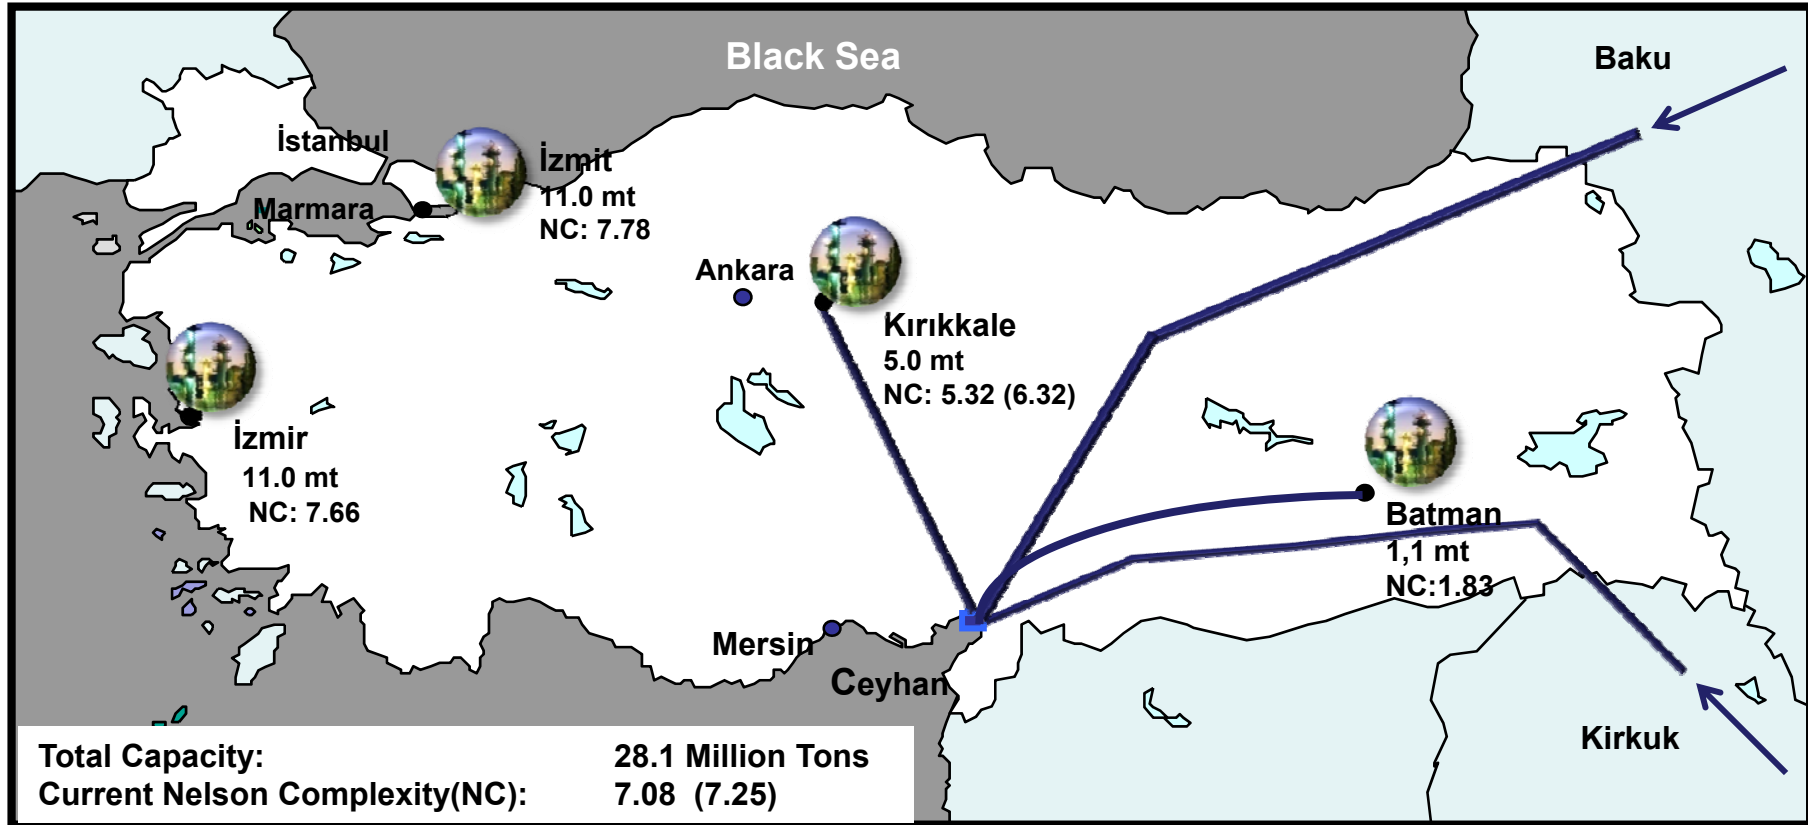 Black Sea
Baku
İstanbul
İzmit
11.0 mt
NC: 7.78
Marmara
Ankara
Kırıkkale
5.0 mt
NC: 5.32 (6.32)
İzmir
11.0 mt
NC: 7.66
Batman
1,1 mt
NC:1.83
Mersin
Ceyhan
Kirkuk
Total Capacity: 28.1 Million Tons
Current Nelson Complexity(NC): 7.08 (7.25)